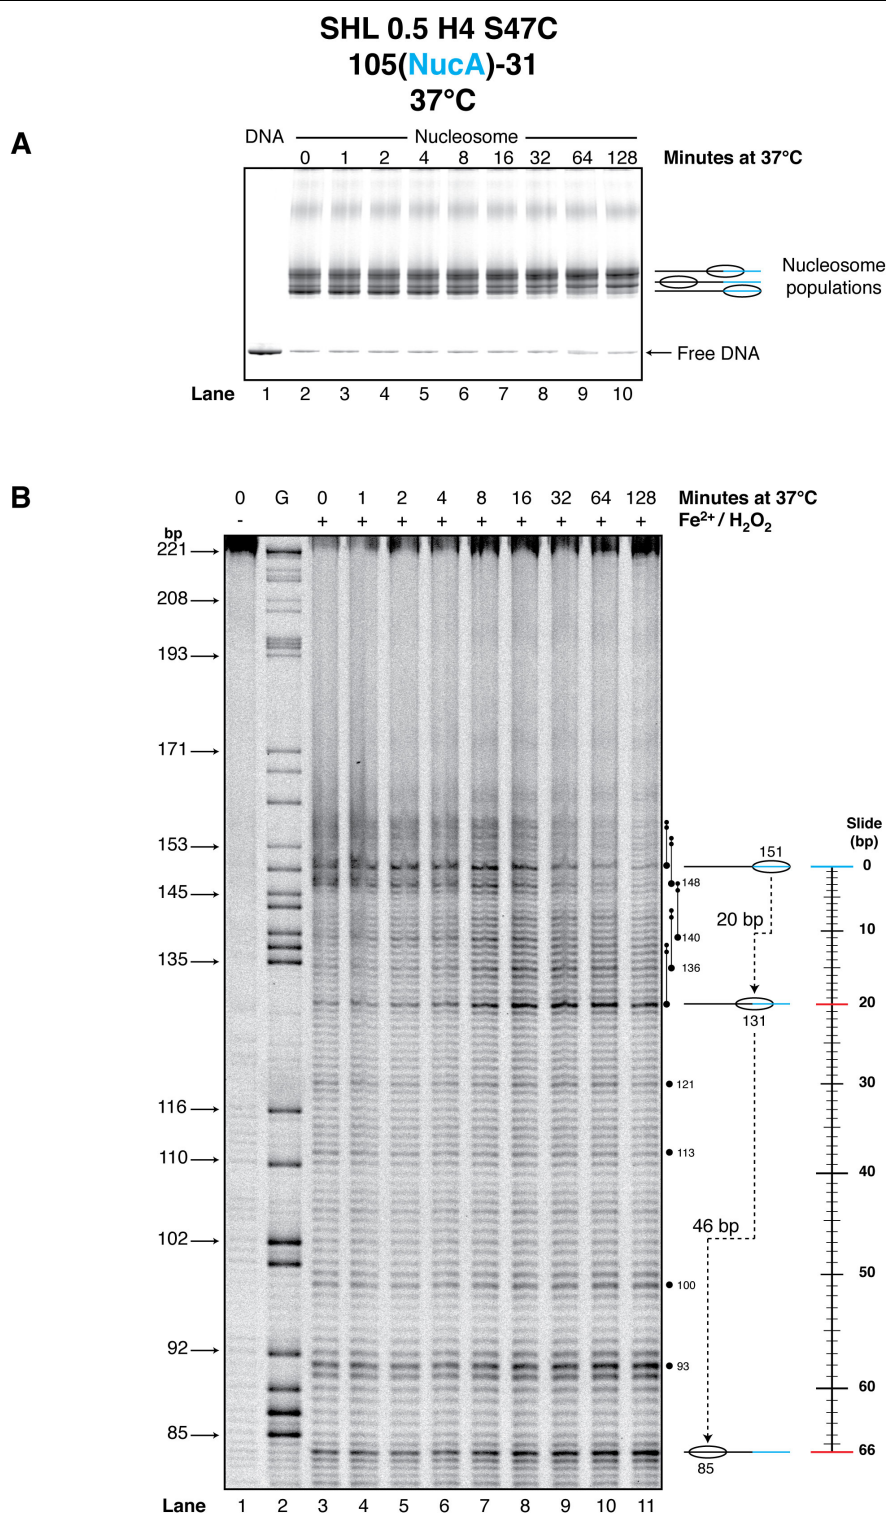 SHL 0.5 H4 S47C
105(NucA)-31
37°C
A
DNA Nucleosome
0 1 2 4 8 16 32 64 128 Minutes at 37°C
Nucleosome
populations
Free DNA
Lane 1 2 3 4 5 6 7 8 9 10
B
0 G 0 1 2 4 8 16 32 64 128 Minutes at 37°C
- + + + + + + + + + Fe²⁺ / H₂O₂
bp
221
208
193
171
153
145
135
116
110
102
92
85
148
140
136
121
113
100
93
151
20 bp
131
46 bp
85
Slide
(bp)
0
10
20
30
40
50
60
66
Lane 1 2 3 4 5 6 7 8 9 10 11